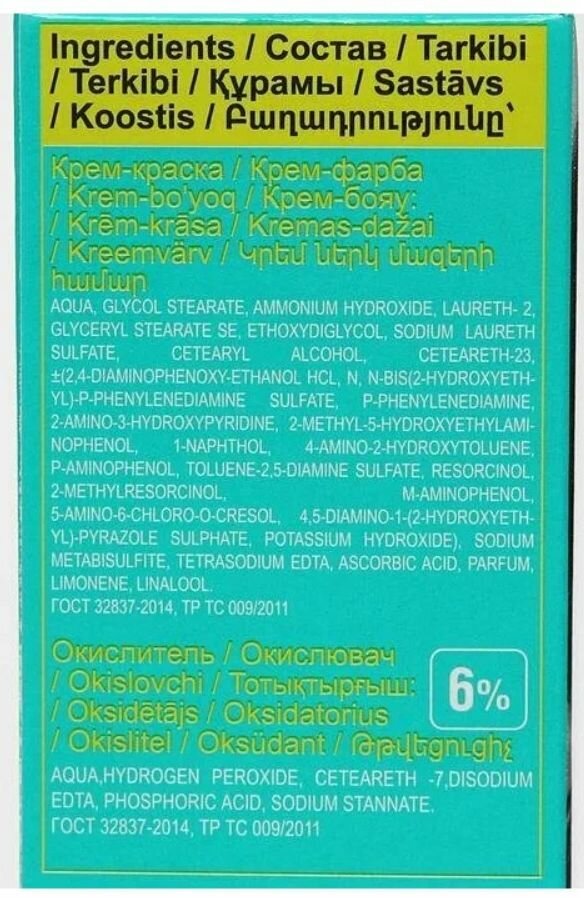 Ingredients / Состав / Tarkibi
/ Terkibi / Құрамы / Sastāvs
/ Koostis / Բաղադրությունը՝
Крем-краска / Крем-фарба
/ Krem-bo'yoq / Крем-бояу:
/ Krēm-krāsa / Kremas-dažai
/ Kreemvärv / Կրեմ ներկ մազերի
համար
AQUA, GLYCOL STEARATE, AMMONIUM HYDROXIDE, LAURETH- 2,
GLYCERYL STEARATE SE, ETHOXYDIGLYCOL, SODIUM LAURETH
SULFATE, CETEARYL ALCOHOL, CETEARETH-23,
±(2,4-DIAMINOPHENOXY-ETHANOL HCL, N, N-BIS(2-HYDROXYETH-
YL)-P-PHENYLENEDIAMINE SULFATE, P-PHENYLENEDIAMINE,
2-AMINO-3-HYDROXYPYRIDINE, 2-METHYL-5-HYDROXYETHYLAMI-
NOPHENOL, 1-NAPHTHOL, 4-AMINO-2-HYDROXYTOLUENE,
P-AMINOPHENOL, TOLUENE-2,5-DIAMINE SULFATE, RESORCINOL,
2-METHYLRESORCINOL, M-AMINOPHENOL,
5-AMINO-6-CHLORO-O-CRESOL, 4,5-DIAMINO-1-(2-HYDROXYETH-
YL)-PYRAZOLE SULPHATE, POTASSIUM HYDROXIDE), SODIUM
METABISULFITE, TETRASODIUM EDTA, ASCORBIC ACID, PARFUM,
LIMONENE, LINALOOL.
ГОСТ 32837-2014, ТР ТС 009/2011
Окислитель / Окислювач
/ Okislovchi / Тотықтырғыш:
/ Oksidētājs / Oksidatorius
/ Okislitel / Oksüdant / Թթվեցուցիչ
6%
AQUA,HYDROGEN PEROXIDE, CETEARETH -7,DISODIUM
EDTA, PHOSPHORIC ACID, SODIUM STANNATE.
ГОСТ 32837-2014, ТР ТС 009/2011